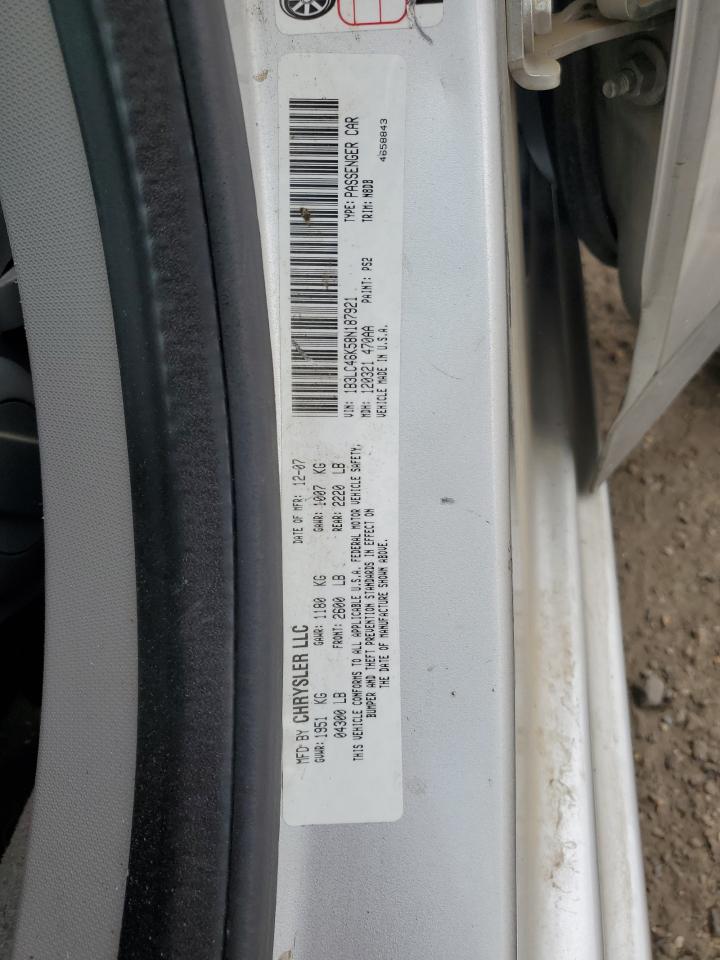 MFD BY CHRYSLER LLC
DATE OF MFR: 12-07
GVWR: 1951 KG
GAWR: 1180 KG
GAWR: 1007 KG
04300 LB
FRONT: 2600 LB
REAR: 2220 LB
THIS VEHICLE CONFORMS TO ALL APPLICABLE U.S.A. FEDERAL MOTOR VEHICLE SAFETY,
BUMPER AND THEFT PREVENTION STANDARDS IN EFFECT ON
THE DATE OF MANUFACTURE SHOWN ABOVE.
VIN: 1B3LC46K58N187921
TYPE: PASSENGER CAR
MDH: 120321 470AA
PAINT: PS2
TRIM: N8DB
VEHICLE MADE IN U.S.A.
4658843